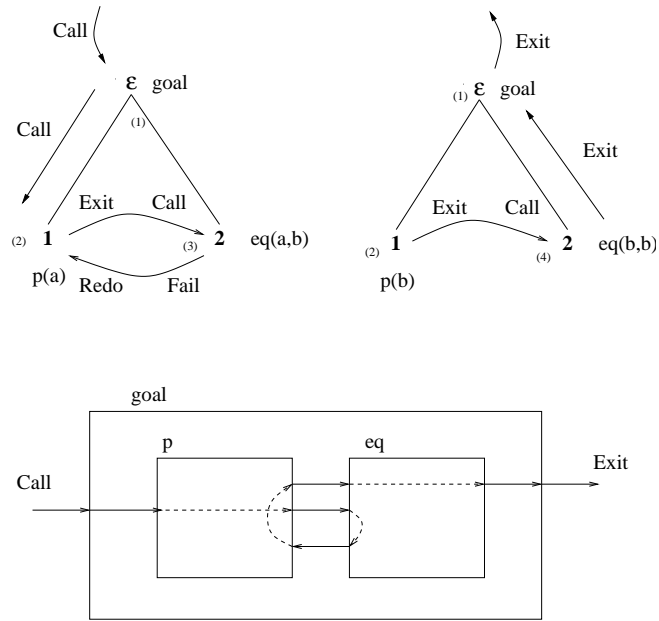 Call
ε goal
(1)
Call
Exit Call
(2) 1
(3) 2 eq(a,b)
p(a)
Redo Fail
Exit
(1) ε goal
Exit
Exit Call
(2) 1
(4) 2 eq(b,b)
p(b)
goal
p
eq
Call
Exit